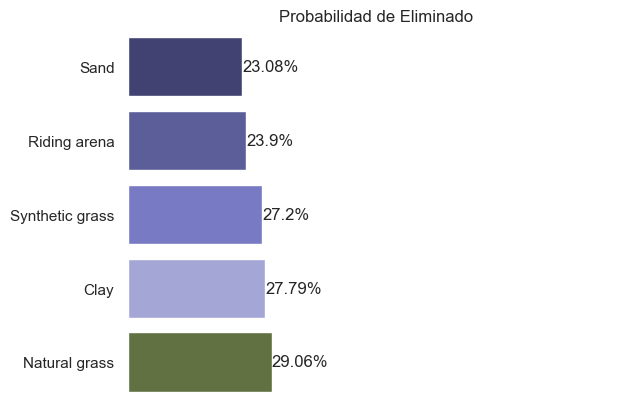 Probabilidad de Eliminado
Sand 23.08%
Riding arena 23.9%
Synthetic grass 27.2%
Clay 27.79%
Natural grass 29.06%